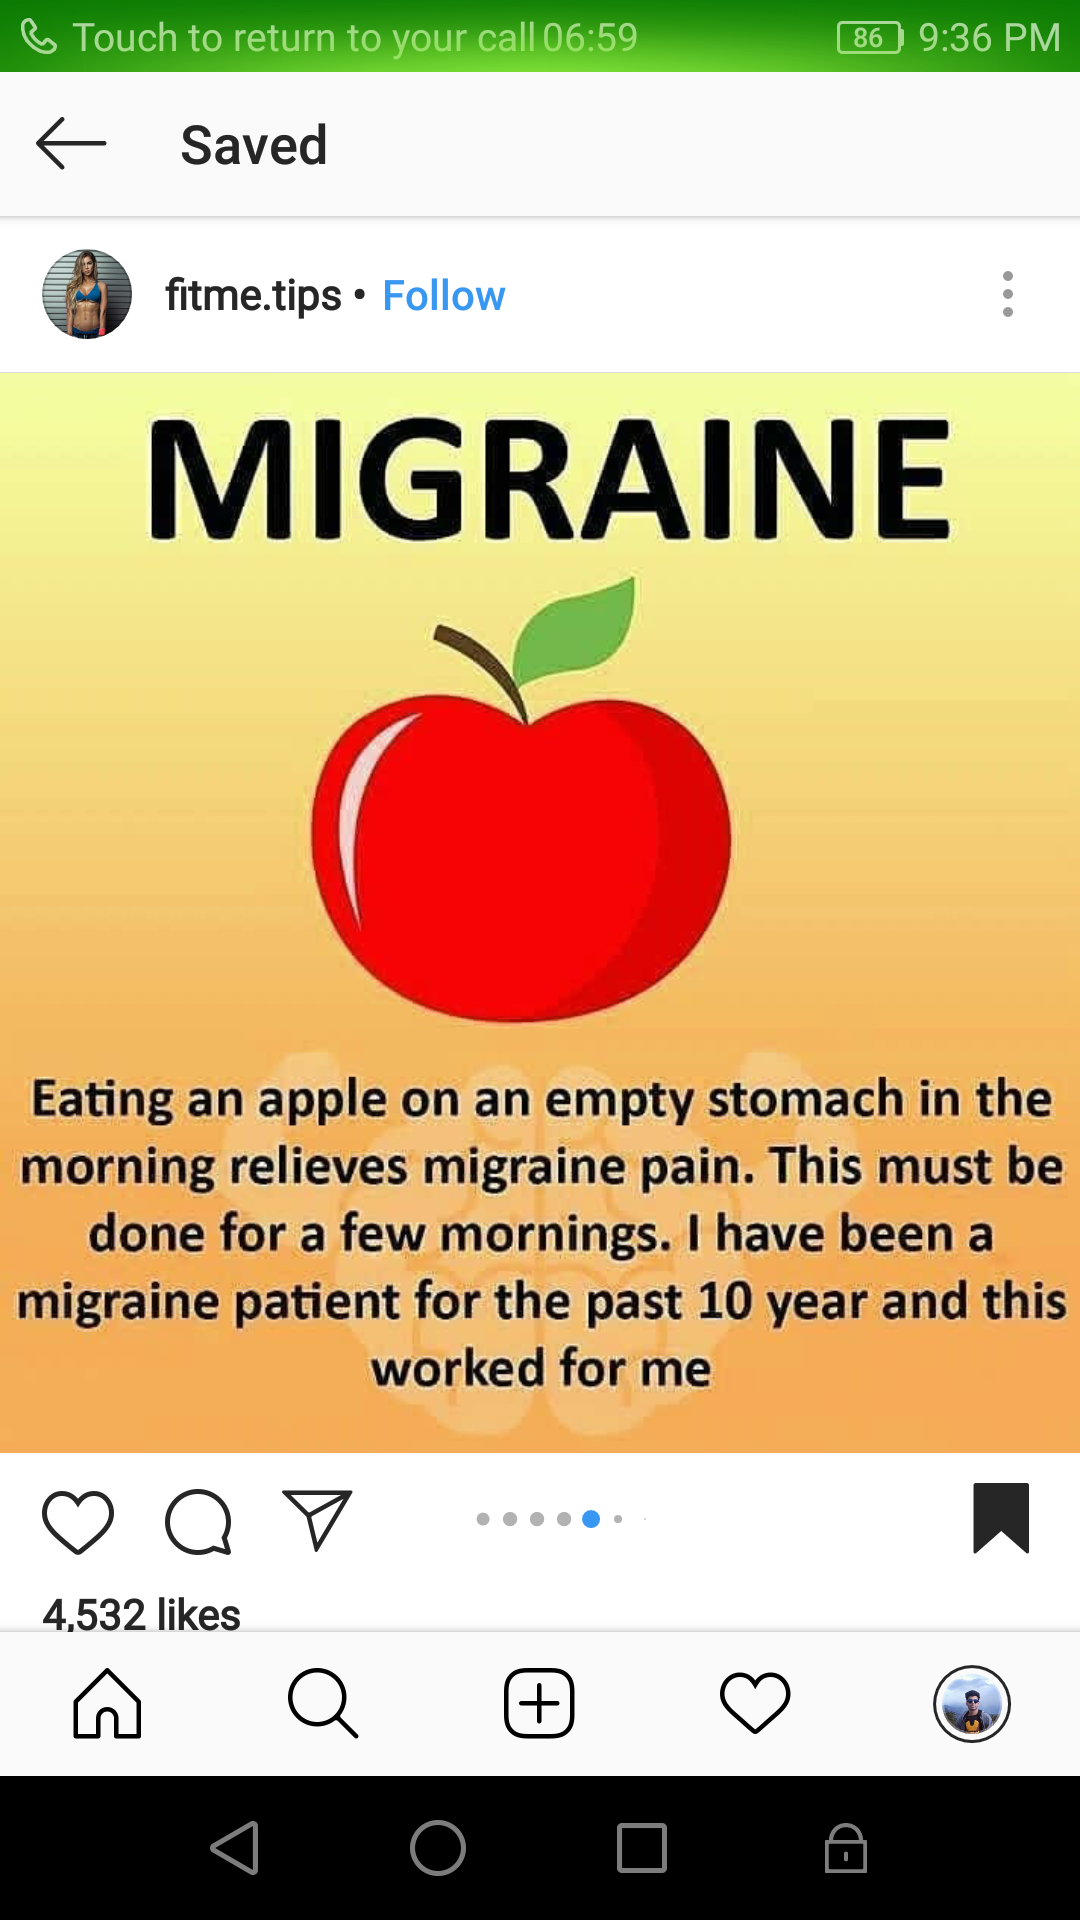 Touch to return to your call 06:59 86 9:36 PM
Saved
fitme.tips • Follow
MIGRAINE
Eating an apple on an empty stomach in the
morning relieves migraine pain. This must be
done for a few mornings. I have been a
migraine patient for the past 10 year and this
worked for me
4,532 likes